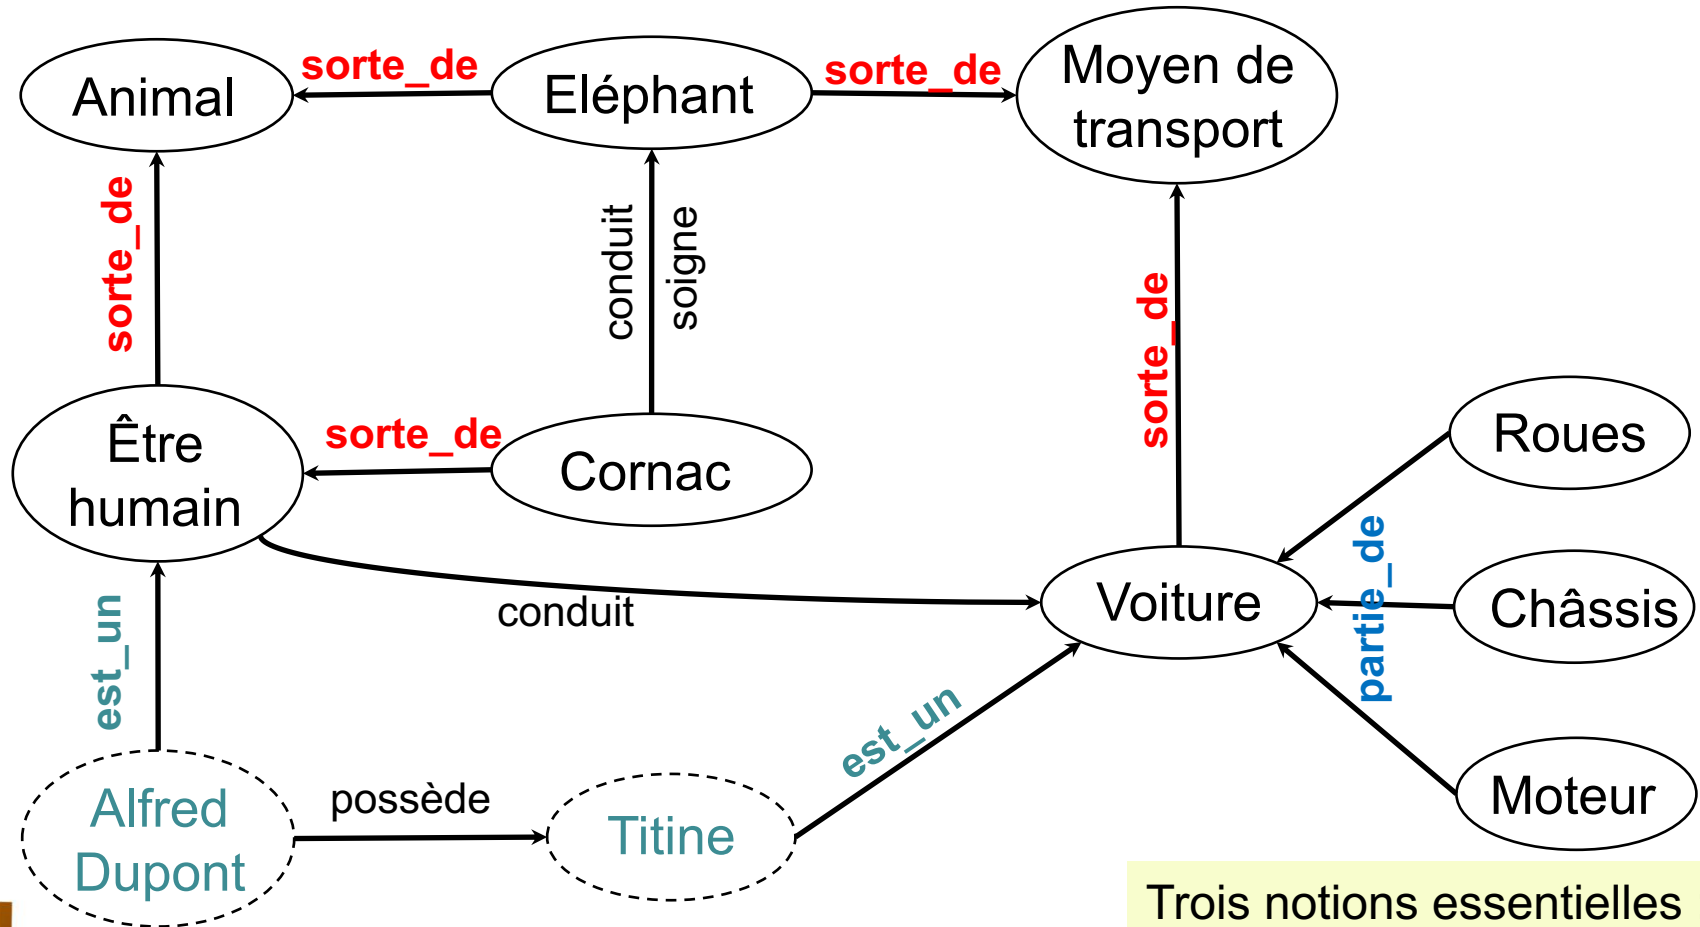 Animal
sorte_de
Eléphant
sorte_de
Moyen de
transport
sorte_de
conduit
soigne
sorte_de
Être
humain
sorte_de
Cornac
Roues
partie_de
Voiture
Châssis
conduit
est_un
est_un
Moteur
Alfred
Dupont
possède
Titine
Trois notions essentielles